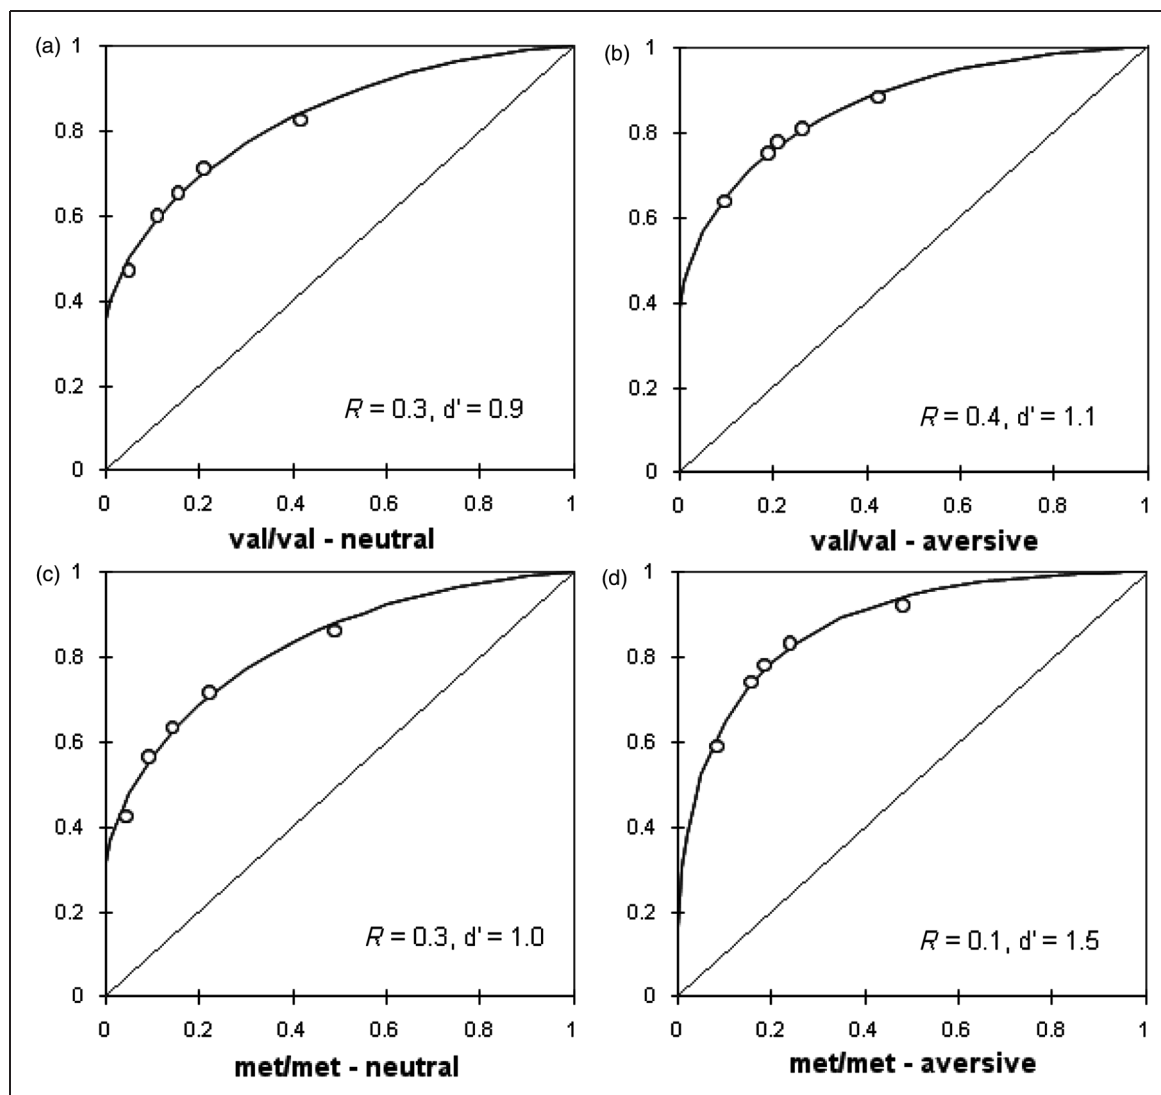 (a)
1
0.8
0.6
0.4
0.2
0
R = 0.3, d' = 0.9
0 0.2 0.4 0.6 0.8 1
val/val - neutral
(b)
1
0.8
0.6
0.4
0.2
0
R = 0.4, d' = 1.1
0 0.2 0.4 0.6 0.8 1
val/val - aversive
(c)
1
0.8
0.6
0.4
0.2
0
R = 0.3, d' = 1.0
0 0.2 0.4 0.6 0.8 1
met/met - neutral
(d)
1
0.8
0.6
0.4
0.2
0
R = 0.1, d' = 1.5
0 0.2 0.4 0.6 0.8 1
met/met - aversive